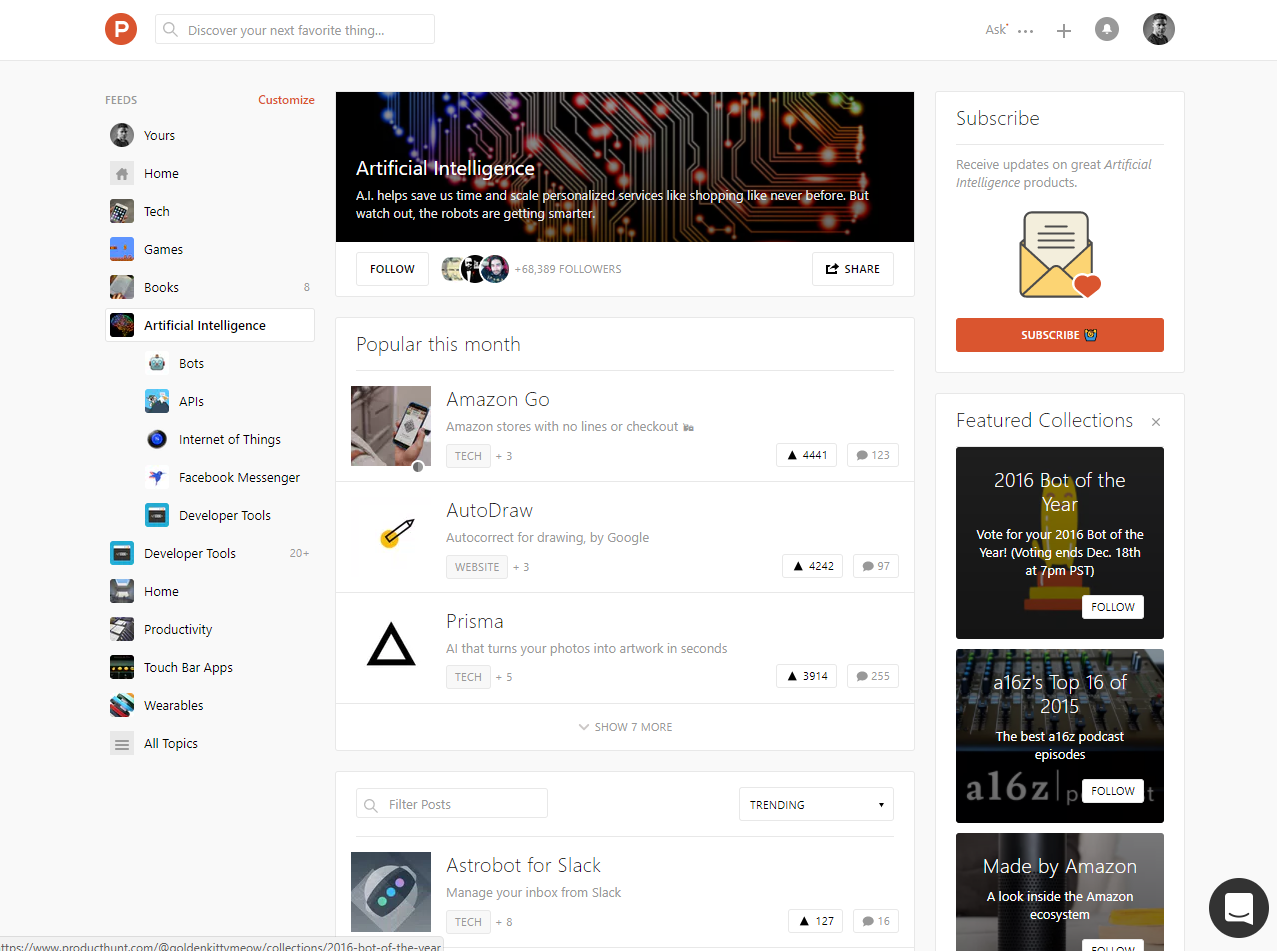 P
Discover your next favorite thing...
Ask
FEEDS
Customize
Yours
Home
Tech
Games
Books 8
Artificial Intelligence
Bots
APIs
Internet of Things
Facebook Messenger
Developer Tools
Developer Tools 20+
Home
Productivity
Touch Bar Apps
Wearables
All Topics
Artificial Intelligence
A.I. helps save us time and scale personalized services like shopping like never before. But
watch out, the robots are getting smarter.
FOLLOW
+68,389 FOLLOWERS
SHARE
Popular this month
Amazon Go
Amazon stores with no lines or checkout
TECH + 3
4441 123
AutoDraw
Autocorrect for drawing, by Google
WEBSITE + 3
4242 97
Prisma
AI that turns your photos into artwork in seconds
TECH + 5
3914 255
SHOW 7 MORE
Filter Posts
TRENDING
Astrobot for Slack
Manage your inbox from Slack
TECH + 8
127 16
Subscribe
Receive updates on great Artificial
Intelligence products.
SUBSCRIBE
Featured Collections
2016 Bot of the
Year
Vote for your 2016 Bot of the
Year! (Voting ends Dec. 18th
at 7pm PST)
FOLLOW
a16z's Top 16 of
2015
The best a16z podcast
episodes
a16z
FOLLOW
Made by Amazon
A look inside the Amazon
ecosystem
FOLLOW
ttps://www.producthunt.com/@goldenkittymeow/collections/2016-bot-of-the-year